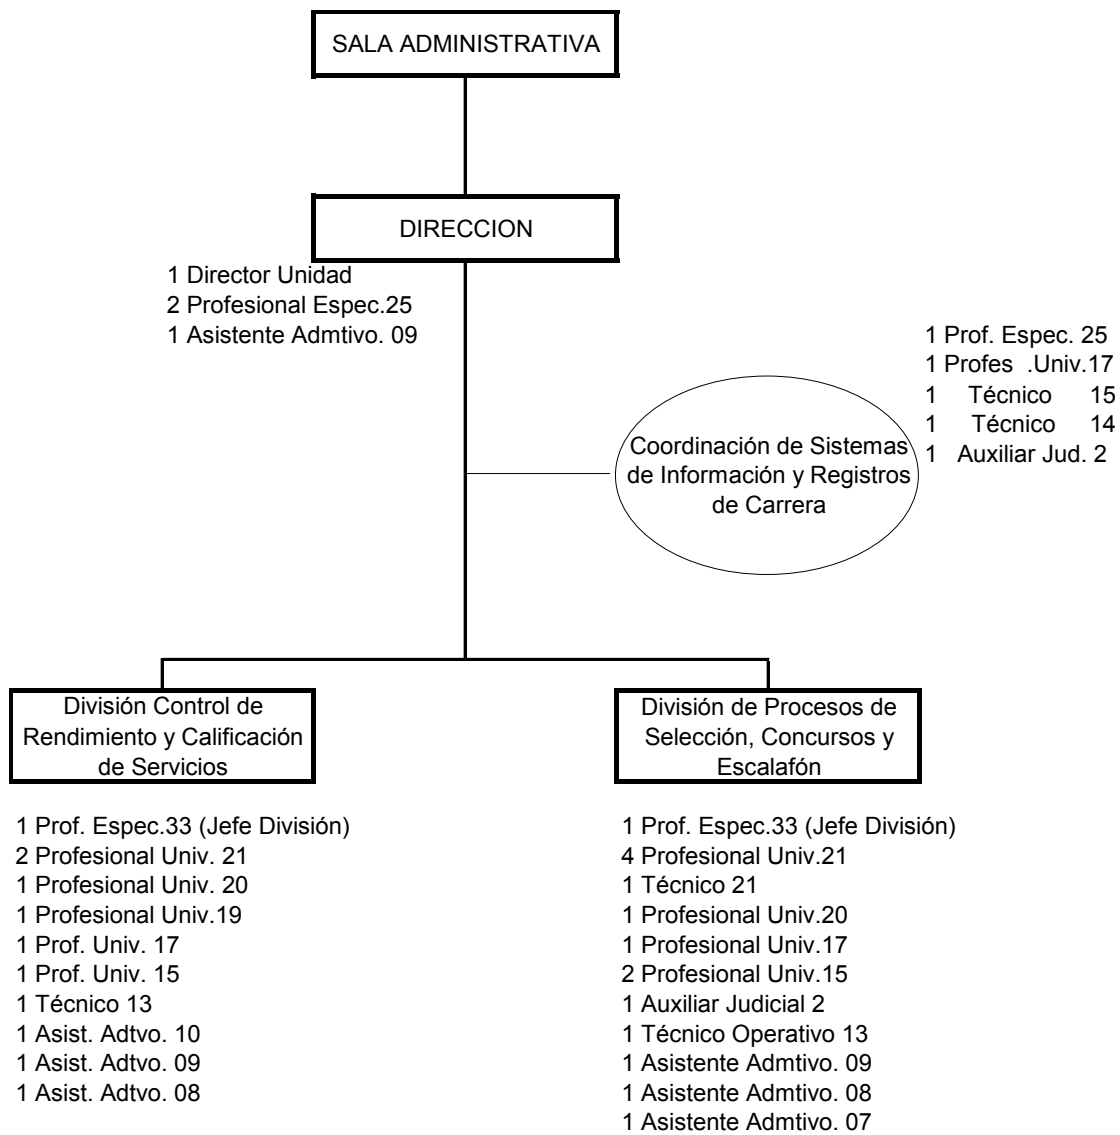 SALA ADMINISTRATIVA
DIRECCION
1 Director Unidad
2 Profesional Espec.25
1 Asistente Admtivo. 09
1 Prof. Espec. 25
1 Profes .Univ.17
1 Técnico 15
1 Técnico 14
1 Auxiliar Jud. 2
Coordinación de Sistemas
de Información y Registros
de Carrera
División Control de
Rendimiento y Calificación
de Servicios
1 Prof. Espec.33 (Jefe División)
2 Profesional Univ. 21
1 Profesional Univ. 20
1 Profesional Univ.19
1 Prof. Univ. 17
1 Prof. Univ. 15
1 Técnico 13
1 Asist. Adtvo. 10
1 Asist. Adtvo. 09
1 Asist. Adtvo. 08
División de Procesos de
Selección, Concursos y
Escalafón
1 Prof. Espec.33 (Jefe División)
4 Profesional Univ.21
1 Técnico 21
1 Profesional Univ.20
1 Profesional Univ.17
2 Profesional Univ.15
1 Auxiliar Judicial 2
1 Técnico Operativo 13
1 Asistente Admtivo. 09
1 Asistente Admtivo. 08
1 Asistente Admtivo. 07